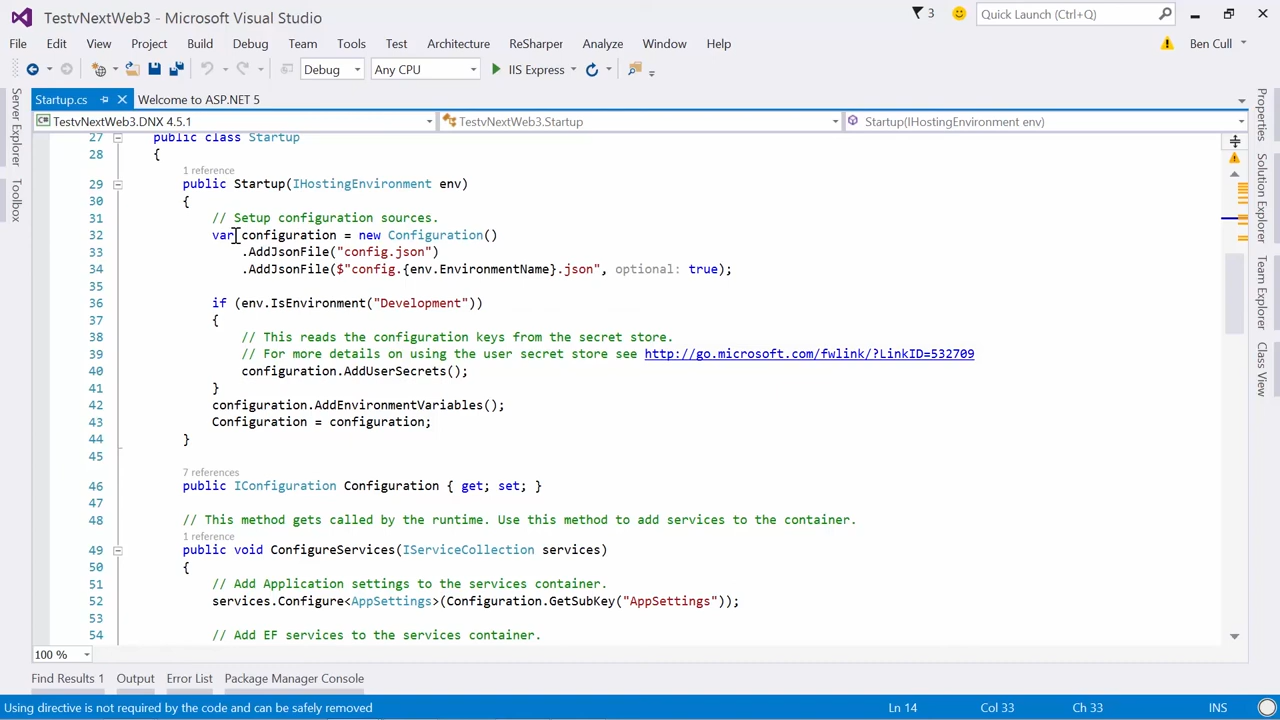 TestvNextWeb3 - Microsoft Visual Studio
3
Quick Launch (Ctrl+Q)
File Edit View Project Build Debug Team Tools Test Architecture ReSharper Analyze Window Help
Ben Cull
Debug Any CPU IIS Express
Startup.cs Welcome to ASP.NET 5
TestvNextWeb3.DNX 4.5.1 TestvNextWeb3.Startup Startup(IHostingEnvironment env)
Server Explorer
Toolbox
27 public class Startup
28 {
1 reference
29 public Startup(IHostingEnvironment env)
30 {
31 // Setup configuration sources.
32 var configuration = new Configuration()
33 .AddJsonFile("config.json")
34 .AddJsonFile($"config.{env.EnvironmentName}.json", optional: true);
35
36 if (env.IsEnvironment("Development"))
37 {
38 // This reads the configuration keys from the secret store.
39 // For more details on using the user secret store see http://go.microsoft.com/fwlink/?LinkID=532709
40 configuration.AddUserSecrets();
41 }
42 configuration.AddEnvironmentVariables();
43 Configuration = configuration;
44 }
45
7 references
46 public IConfiguration Configuration { get; set; }
47
48 // This method gets called by the runtime. Use this method to add services to the container.
1 reference
49 public void ConfigureServices(IServiceCollection services)
50 {
51 // Add Application settings to the services container.
52 services.Configure<AppSettings>(Configuration.GetSubKey("AppSettings"));
53
54 // Add EF services to the services container.
Properties
Solution Explorer
Team Explorer
Class View
100 %
Find Results 1 Output Error List Package Manager Console
Using directive is not required by the code and can be safely removed Ln 14 Col 33 Ch 33 INS